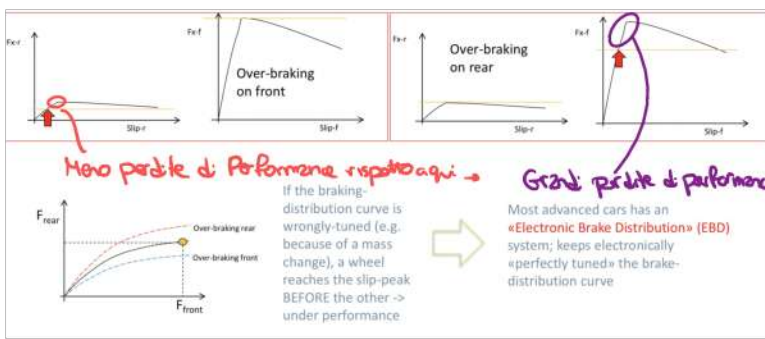 Fx-r
Slip-r
Fx-f
Over-braking
on front
Slip-f
Fx-r
Over-braking
on rear
Slip-r
Fx-f
Slip-f
Meno perdite di Performance rispetto a qui →
Grandi perdite di performance
Frear
Over-braking rear
Over-braking front
Ffront
If the braking-
distribution curve is
wrongly-tuned (e.g.
because of a mass
change), a wheel
reaches the slip-peak
BEFORE the other ->
under performance
Most advanced cars has an
«Electronic Brake Distribution» (EBD)
system; keeps electronically
«perfectly tuned» the brake-
distribution curve